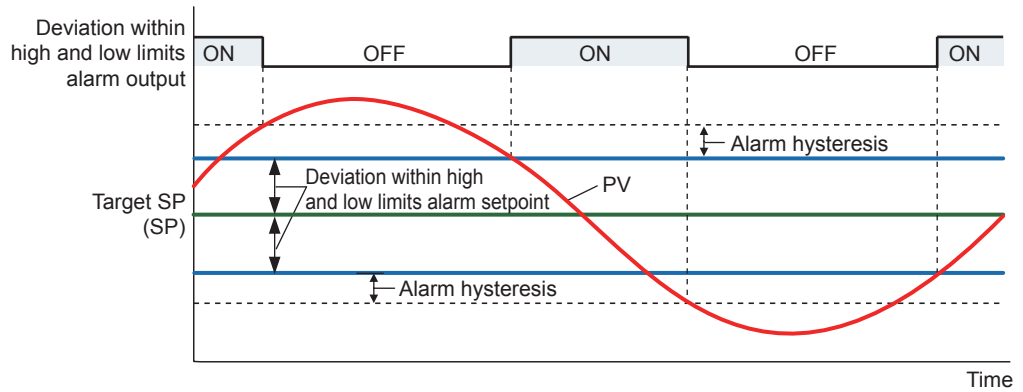 Deviation within
high and low limits
alarm output
ON
OFF
ON
OFF
ON
Alarm hysteresis
Deviation within high
and low limits alarm setpoint
PV
Target SP
(SP)
Alarm hysteresis
Time